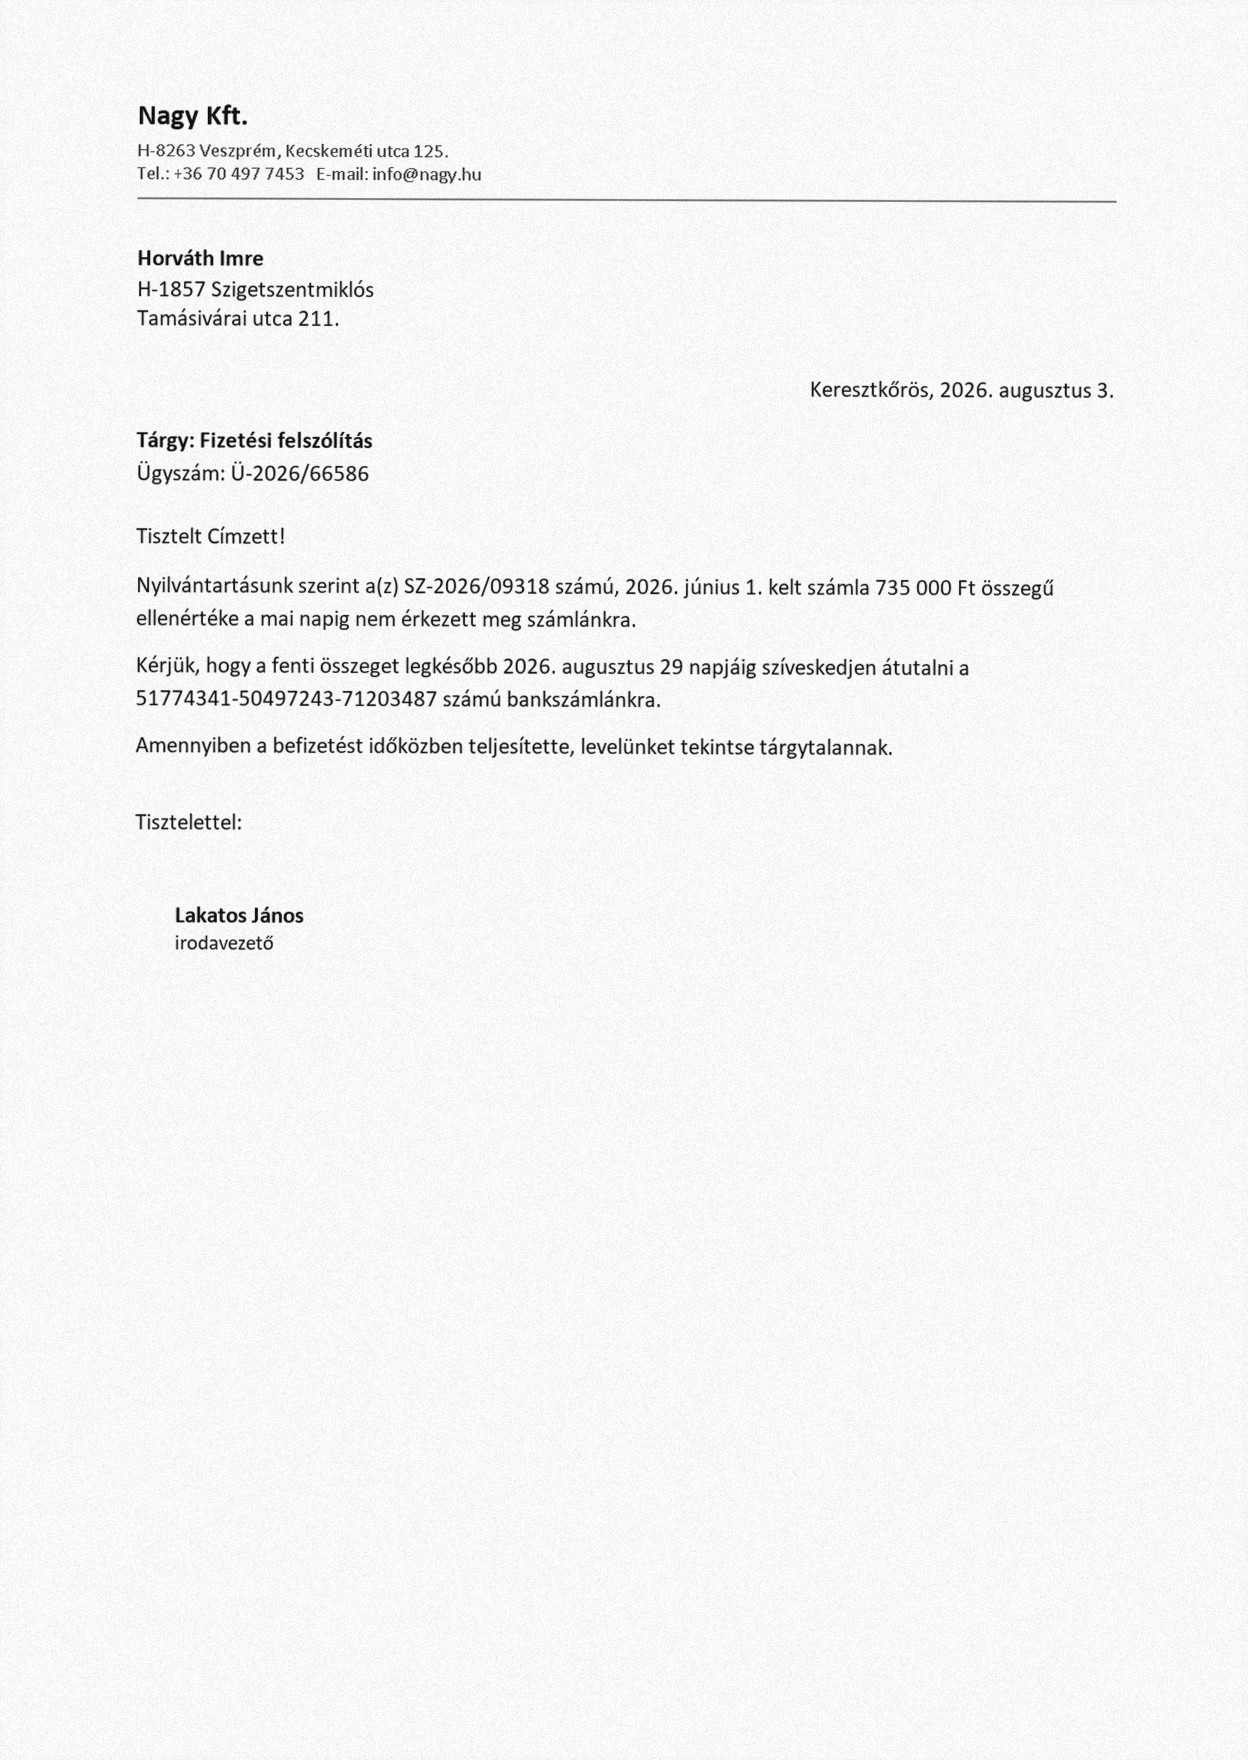 Nagy Kft.
H-8263 Veszprém, Kecskeméti utca 125.
Tel.: +36 70 497 7453 E-mail: info@nagy.hu
Horváth Imre
H-1857 Szigetszentmiklós
Tamásivárai utca 211.
Keresztkőrös, 2026. augusztus 3.
Tárgy: Fizetési felszólítás
Ügyszám: Ü-2026/66586
Tisztelt Címzett!
Nyilvántartásunk szerint a(z) SZ-2026/09318 számú, 2026. június 1. kelt számla 735 000 Ft összegű
ellenértéke a mai napig nem érkezett meg számlánkra.
Kérjük, hogy a fenti összeget legkésőbb 2026. augusztus 29 napjáig szíveskedjen átutalni a
51774341-50497243-71203487 számú bankszámlánkra.
Amennyiben a befizetést időközben teljesítette, levelünket tekintse tárgytalannak.
Tisztelettel:
Lakatos János
irodavezető